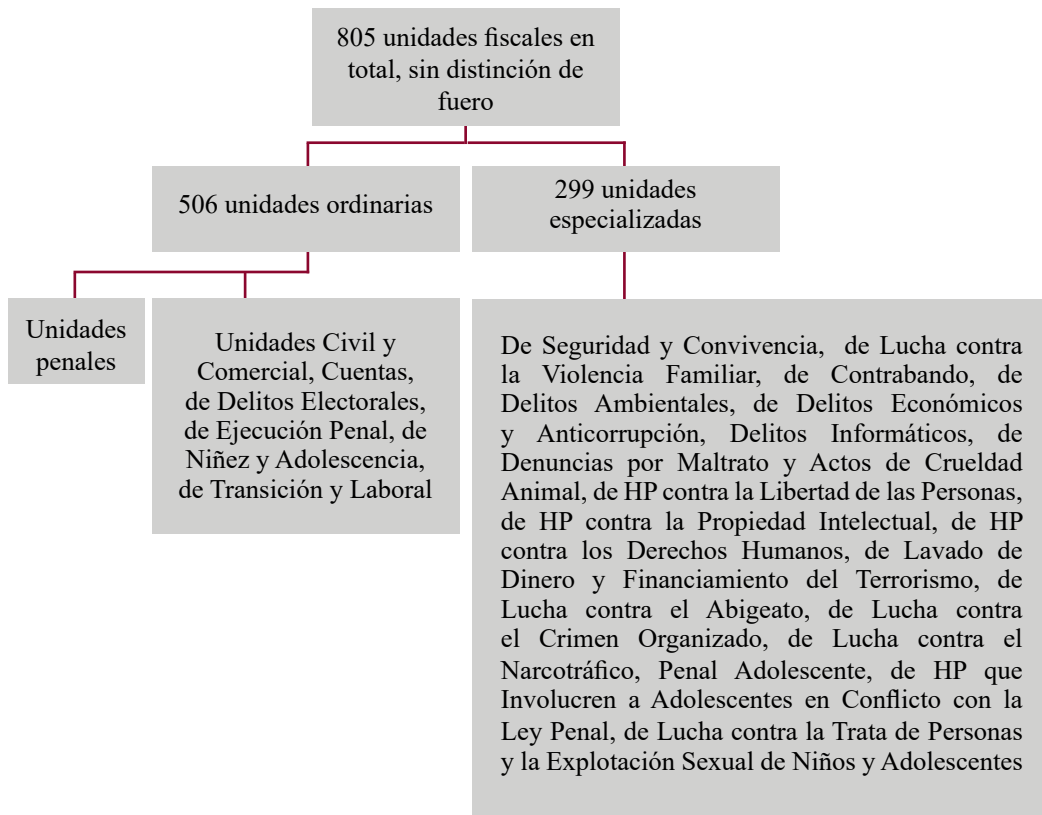 805 unidades fiscales en
total, sin distinción de
fuero
506 unidades ordinarias
299 unidades
especializadas
Unidades
penales
Unidades Civil y
Comercial, Cuentas,
de Delitos Electorales,
de Ejecución Penal, de
Niñez y Adolescencia,
de Transición y Laboral
De Seguridad y Convivencia, de Lucha contra
la Violencia Familiar, de Contrabando, de
Delitos Ambientales, de Delitos Económicos
y Anticorrupción, Delitos Informáticos, de
Denuncias por Maltrato y Actos de Crueldad
Animal, de HP contra la Libertad de las Personas,
de HP contra la Propiedad Intelectual, de HP
contra los Derechos Humanos, de Lavado de
Dinero y Financiamiento del Terrorismo, de
Lucha contra el Abigeato, de Lucha contra
el Crimen Organizado, de Lucha contra el
Narcotráfico, Penal Adolescente, de HP que
Involucren a Adolescentes en Conflicto con la
Ley Penal, de Lucha contra la Trata de Personas
y la Explotación Sexual de Niños y Adolescentes